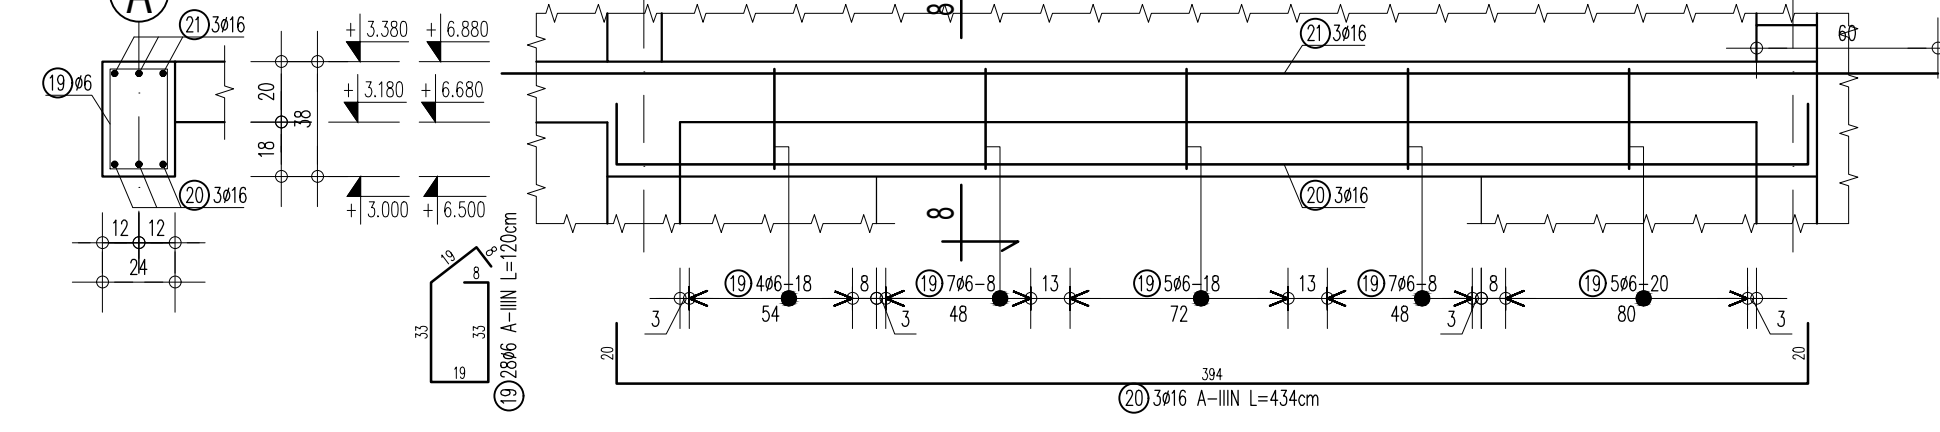 A
21 3ø16
19 ø6
20 3ø16
12 12
24
20
18
38
+ 3.380
+ 6.880
+ 3.180
+ 6.680
+ 3.000
+ 6.500
8
21 3ø16
60
20 3ø16
8
19
8
8
33
33
19
19 28ø6 A-IIIN L=120cm
3
19 4ø6-18
54
8
3
19 7ø6-8
48
13
19 5ø6-18
72
13
19 7ø6-8
48
3
8
19 5ø6-20
80
3
20
394
20
20 3ø16 A-IIIN L=434cm